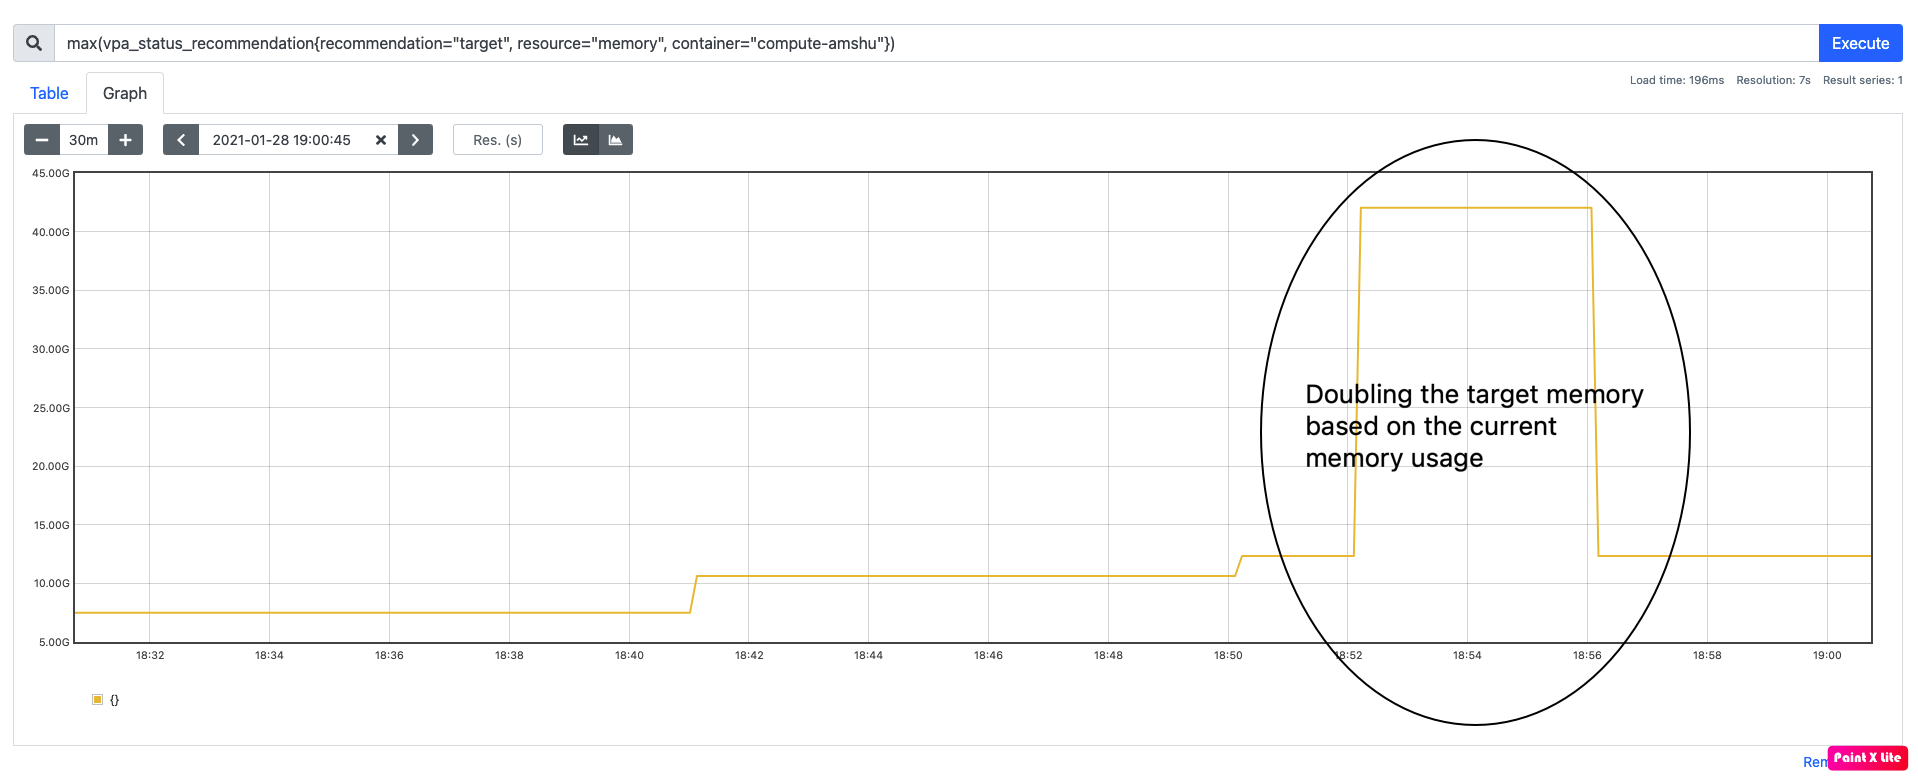 max(vpa_status_recommendation{recommendation="target", resource="memory", container="compute-amshu"})
Execute
Load time: 196ms Resolution: 7s Result series: 1
Table Graph
30m 2021-01-28 19:00:45 Res. (s)
45.00G
40.00G
35.00G
30.00G
25.00G
20.00G
15.00G
10.00G
5.00G
Doubling the target memory
based on the current
memory usage
18:32 18:34 18:36 18:38 18:40 18:42 18:44 18:46 18:48 18:50 18:52 18:54 18:56 18:58 19:00
{}
Paint X Lite